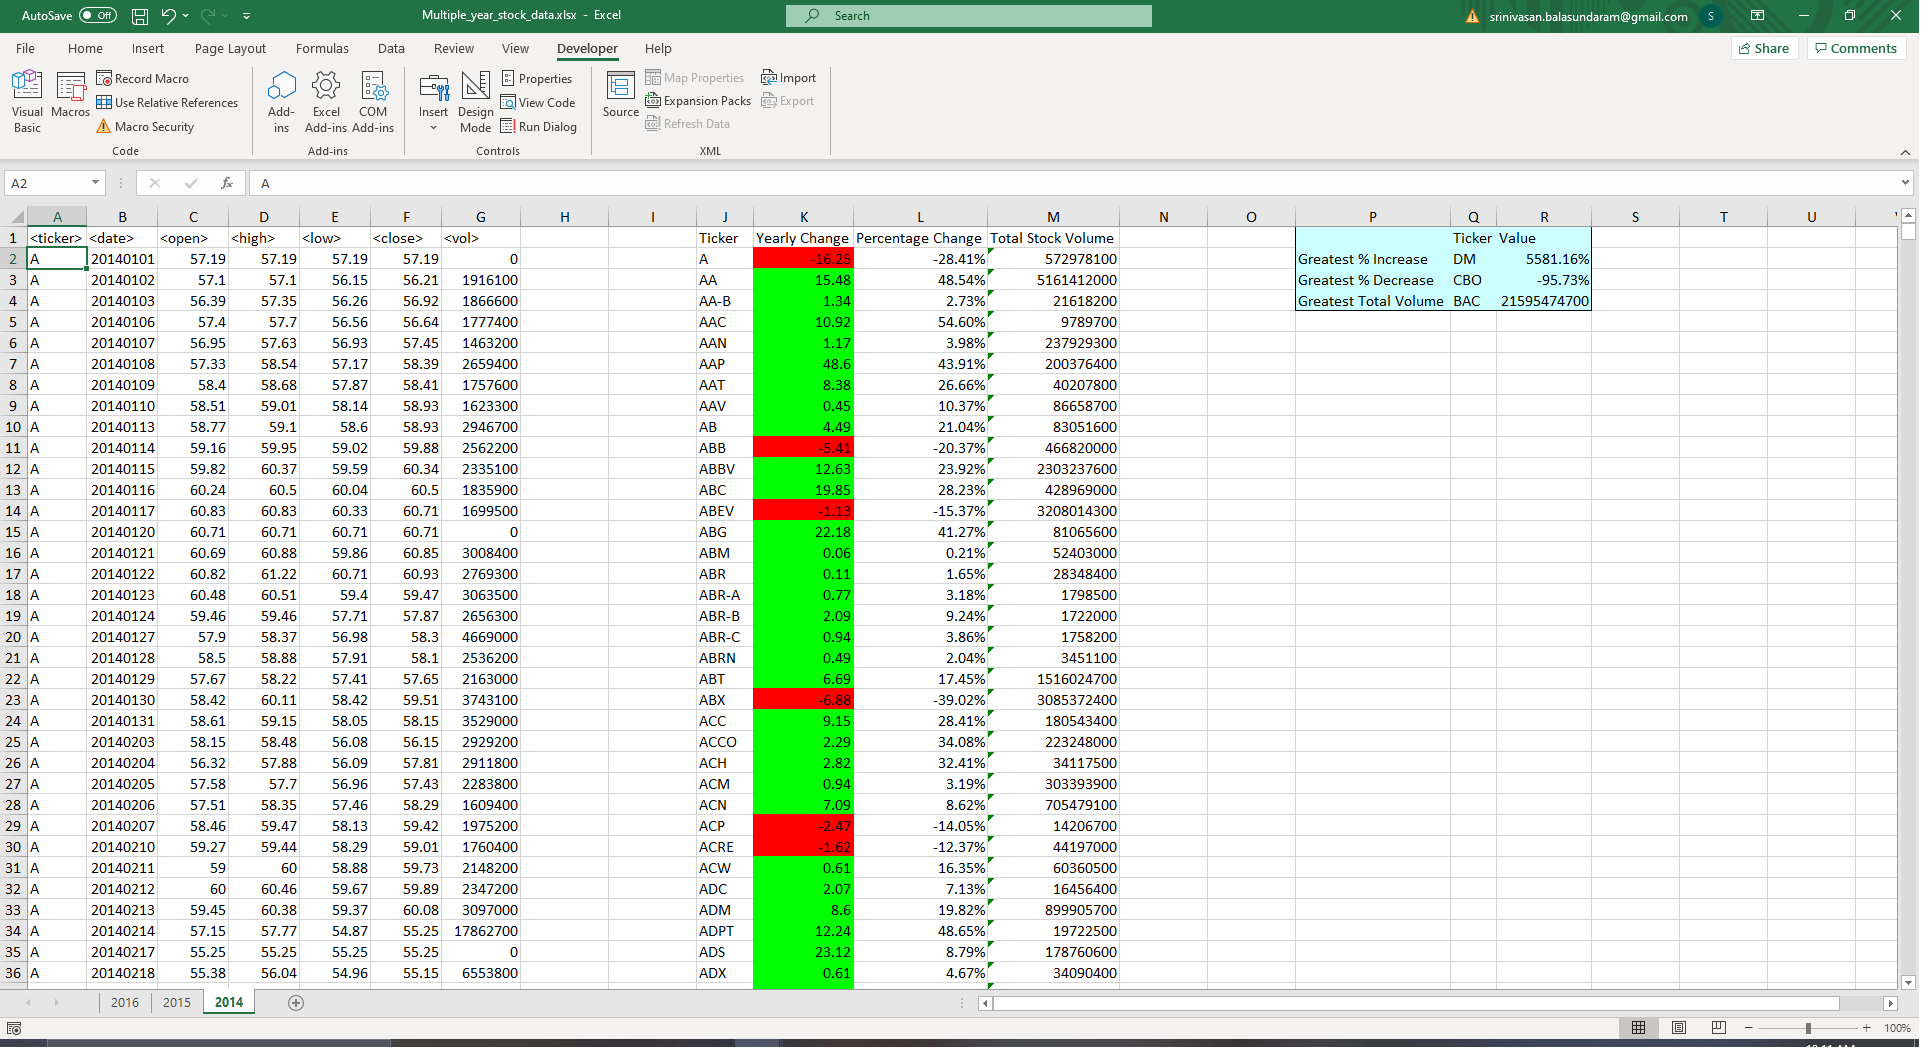 AutoSave Off Multiple_year_stock_data.xlsx - Excel Search srinivasan.balasundaram@gmail.com S
File Home Insert Page Layout Formulas Data Review View Developer Help Share Comments
Visual Basic Macros Record Macro Use Relative References Macro Security Code
Add-ins Excel Add-ins COM Add-ins Add-ins
Insert Design Mode Properties View Code Run Dialog Controls
Source Map Properties Expansion Packs Refresh Data Import Export XML
A2 fx A
A B C D E F G H I J K L M N O P Q R S T U
1 <ticker> <date> <open> <high> <low> <close> <vol> Ticker Yearly Change Percentage Change Total Stock Volume Ticker Value
2 A 20140101 57.19 57.19 57.19 57.19 0 A -16.25 -28.41% 572978100 Greatest % Increase DM 5581.16%
3 A 20140102 57.1 57.1 56.15 56.21 1916100 AA 15.48 48.54% 5161412000 Greatest % Decrease CBO -95.73%
4 A 20140103 56.39 57.35 56.26 56.92 1866600 AA-B 1.34 2.73% 21618200 Greatest Total Volume BAC 21595474700
5 A 20140106 57.4 57.7 56.56 56.64 1777400 AAC 10.92 54.60% 9789700
6 A 20140107 56.95 57.63 56.93 57.45 1463200 AAN 1.17 3.98% 237929300
7 A 20140108 57.33 58.54 57.17 58.39 2659400 AAP 48.6 43.91% 200376400
8 A 20140109 58.4 58.68 57.87 58.41 1757600 AAT 8.38 26.66% 40207800
9 A 20140110 58.51 59.01 58.14 58.93 1623300 AAV 0.45 10.37% 86658700
10 A 20140113 58.77 59.1 58.6 58.93 2946700 AB 4.49 21.04% 83051600
11 A 20140114 59.16 59.95 59.02 59.88 2562200 ABB -5.41 -20.37% 466820000
12 A 20140115 59.82 60.37 59.59 60.34 2335100 ABBV 12.63 23.92% 2303237600
13 A 20140116 60.24 60.5 60.04 60.5 1835900 ABC 19.85 28.23% 428969000
14 A 20140117 60.83 60.83 60.33 60.71 1699500 ABEV -1.13 -15.37% 3208014300
15 A 20140120 60.71 60.71 60.71 60.71 0 ABG 22.18 41.27% 81065600
16 A 20140121 60.69 60.88 59.86 60.85 3008400 ABM 0.06 0.21% 52403000
17 A 20140122 60.82 61.22 60.71 60.93 2769300 ABR 0.11 1.65% 28348400
18 A 20140123 60.48 60.51 59.4 59.47 3063500 ABR-A 0.77 3.18% 1798500
19 A 20140124 59.46 59.46 57.71 57.87 2656300 ABR-B 2.09 9.24% 1722000
20 A 20140127 57.9 58.37 56.98 58.3 4669000 ABR-C 0.94 3.86% 1758200
21 A 20140128 58.5 58.88 57.91 58.1 2536200 ABRN 0.49 2.04% 3451100
22 A 20140129 57.67 58.22 57.41 57.65 2163000 ABT 6.69 17.45% 1516024700
23 A 20140130 58.42 60.11 58.42 59.51 3743100 ABX -6.88 -39.02% 3085372400
24 A 20140131 58.61 59.15 58.05 58.15 3529000 ACC 9.15 28.41% 180543400
25 A 20140203 58.15 58.48 56.08 56.15 2929200 ACCO 2.29 34.08% 223248000
26 A 20140204 56.32 57.88 56.09 57.81 2911800 ACH 2.82 32.41% 34117500
27 A 20140205 57.58 57.7 56.96 57.43 2283800 ACM 0.94 3.19% 303393900
28 A 20140206 57.51 58.35 57.46 58.29 1609400 ACN 7.09 8.62% 705479100
29 A 20140207 58.46 59.47 58.13 59.42 1975200 ACP -2.47 -14.05% 14206700
30 A 20140210 59.27 59.44 58.29 59.01 1760400 ACRE -1.62 -12.37% 44197000
31 A 20140211 59 60 58.88 59.73 2148200 ACW 0.61 16.35% 60360500
32 A 20140212 60 60.46 59.67 59.89 2347200 ADC 2.07 7.13% 16456400
33 A 20140213 59.45 60.38 59.37 60.08 3097000 ADM 8.6 19.82% 899905700
34 A 20140214 57.15 57.77 54.87 55.25 17862700 ADPT 12.24 48.65% 19722500
35 A 20140217 55.25 55.25 55.25 55.25 0 ADS 23.12 8.79% 178760600
36 A 20140218 55.38 56.04 54.96 55.15 6553800 ADX 0.61 4.67% 34090400
2016 2015 2014
100%